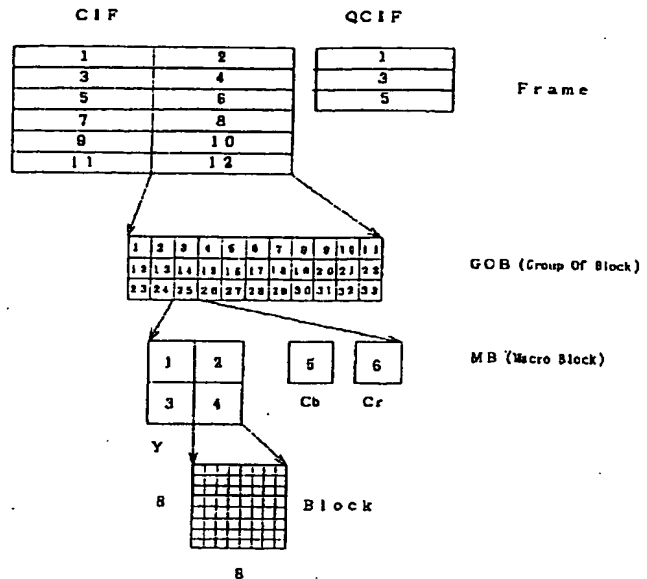 CIF QCIF
1 2 1
3 4 3 Frame
5 6 5
7 8
9 10
11 12
1 2 3 4 5 6 7 8 9 10 11
12 13 14 15 16 17 18 19 20 21 22 GOB (Group Of Block)
23 24 25 26 27 28 29 30 31 32 33
1 2 5 6 MB (Macro Block)
3 4 Cb Cr
Y
8 Block
8